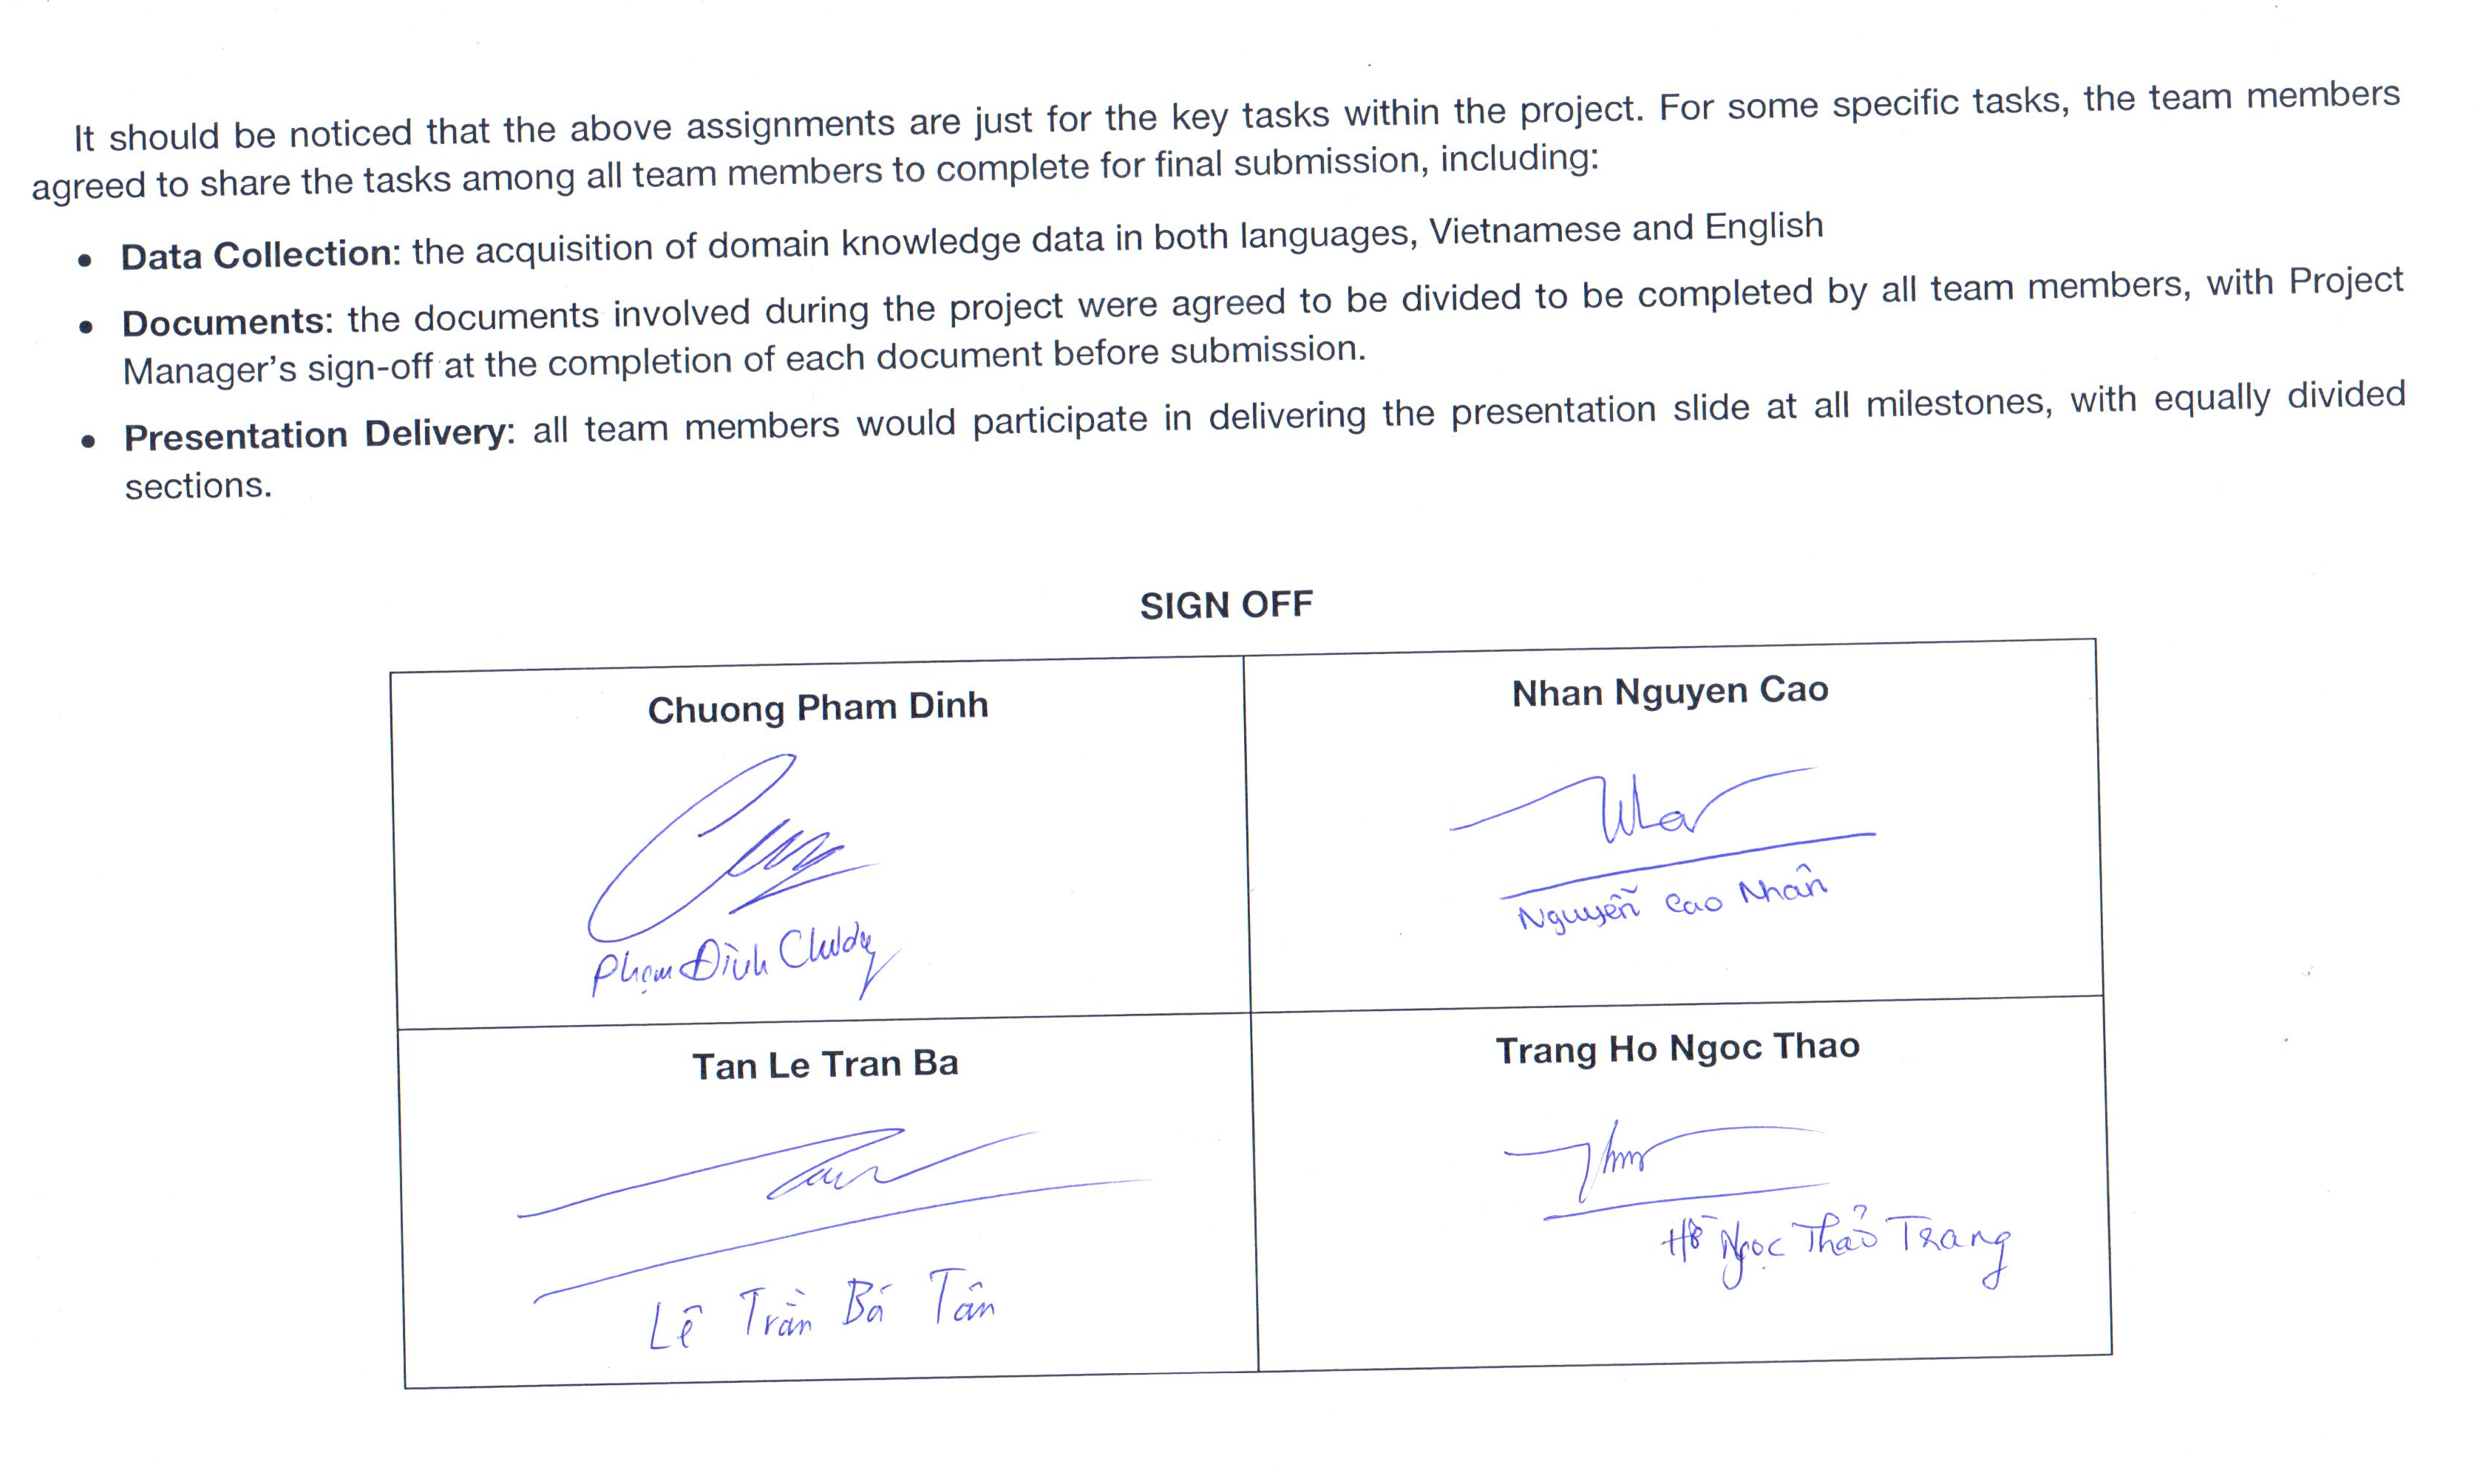 It should be noticed that the above assignments are just for the key tasks within the project. For some specific tasks, the team members
agreed to share the tasks among all team members to complete for final submission, including:
• Data Collection: the acquisition of domain knowledge data in both languages, Vietnamese and English
• Documents: the documents involved during the project were agreed to be divided to be completed by all team members, with Project
Manager's sign-off at the completion of each document before submission.
• Presentation Delivery: all team members would participate in delivering the presentation slide at all milestones, with equally divided
sections.
SIGN OFF
Chuong Pham Dinh
Phạm Đình Chương
Nhan Nguyen Cao
Nguyễn Cao Nhân
Tan Le Tran Ba
Lê Trần Bá Tân
Trang Ho Ngoc Thao
Hồ Ngọc Thảo Trang